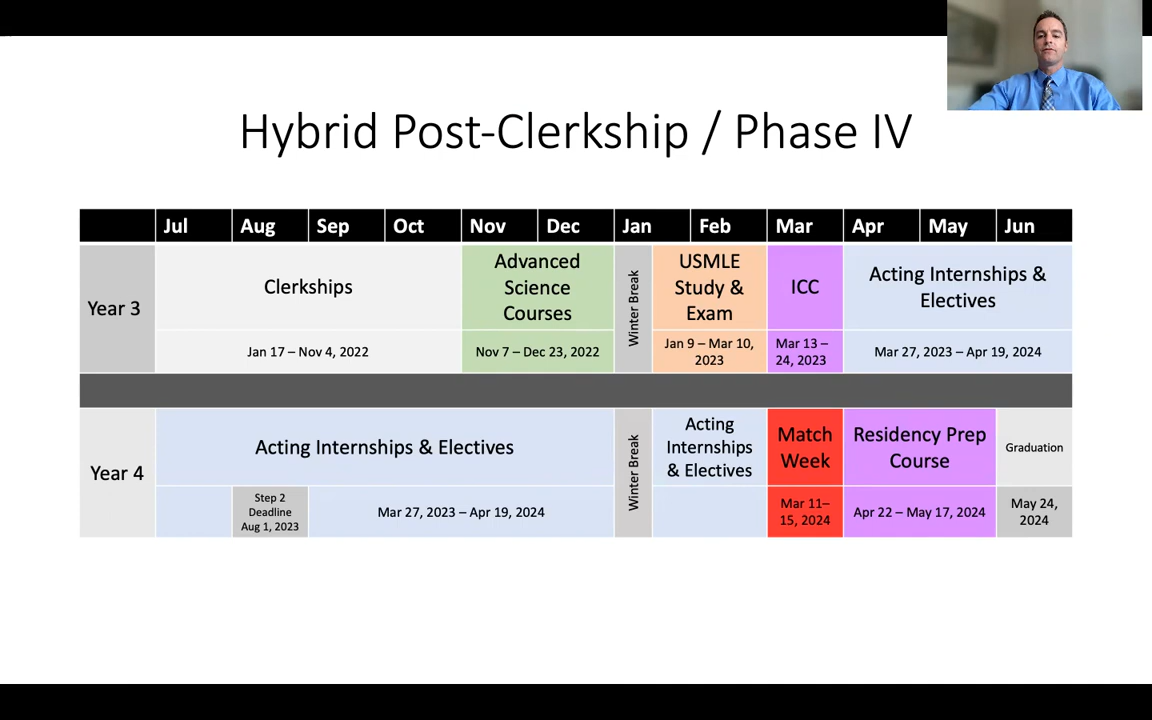 Hybrid Post-Clerkship / Phase IV
Jul Aug Sep Oct Nov Dec Jan Feb Mar Apr May Jun
Year 3
Clerkships
Advanced
Science
Courses
Winter Break
USMLE
Study &
Exam
ICC
Acting Internships &
Electives
Jan 17 – Nov 4, 2022
Nov 7 – Dec 23, 2022
Jan 9 – Mar 10,
2023
Mar 13 –
24, 2023
Mar 27, 2023 – Apr 19, 2024
Year 4
Acting Internships & Electives
Winter Break
Acting
Internships
& Electives
Match
Week
Residency Prep
Course
Graduation
Step 2
Deadline
Aug 1, 2023
Mar 27, 2023 – Apr 19, 2024
Mar 11–
15, 2024
Apr 22 – May 17, 2024
May 24,
2024